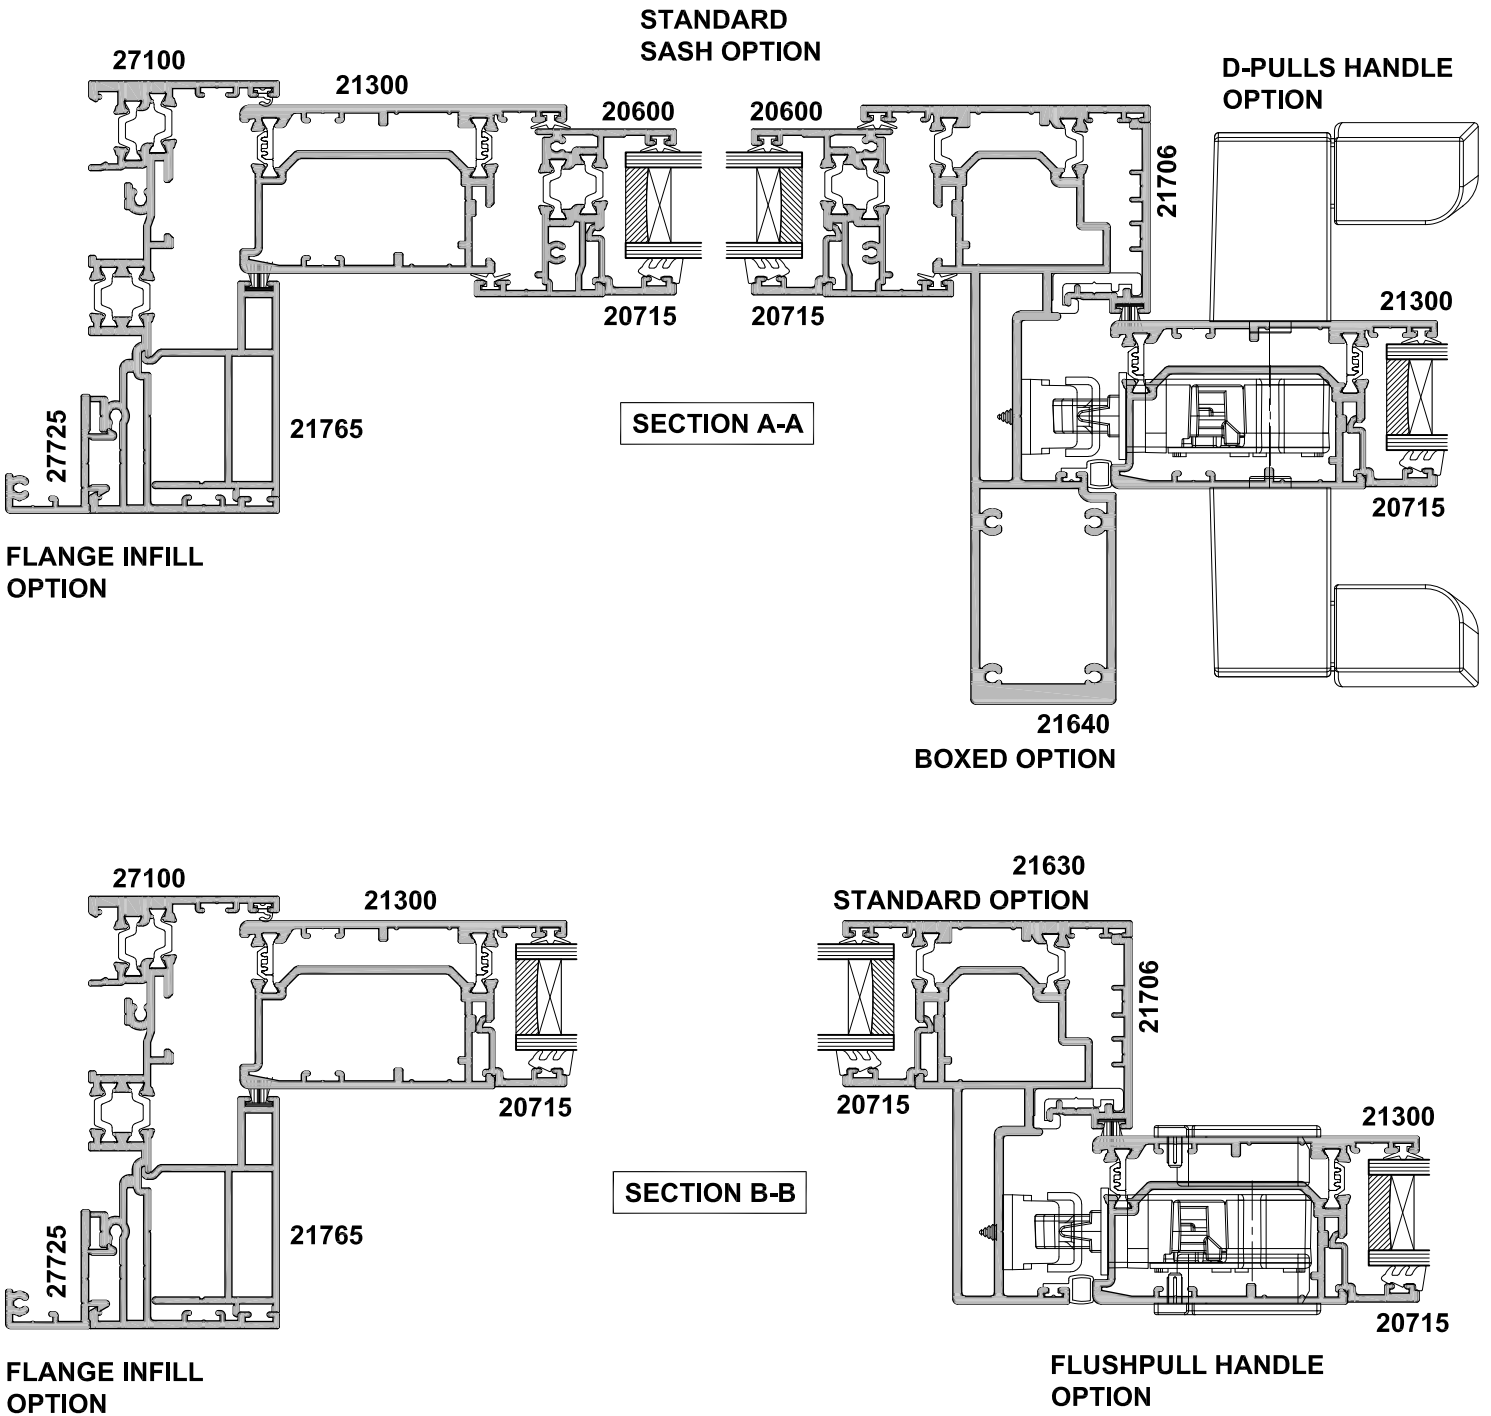 STANDARD
SASH OPTION
27100
21300
20600
20600
D-PULLS HANDLE
OPTION
21706
21300
20715
20715
SECTION A-A
27725
21765
20715
FLANGE INFILL
OPTION
21640
BOXED OPTION
27100
21300
21630
STANDARD OPTION
21706
20715
20715
21300
SECTION B-B
27725
21765
20715
FLANGE INFILL
OPTION
FLUSHPULL HANDLE
OPTION